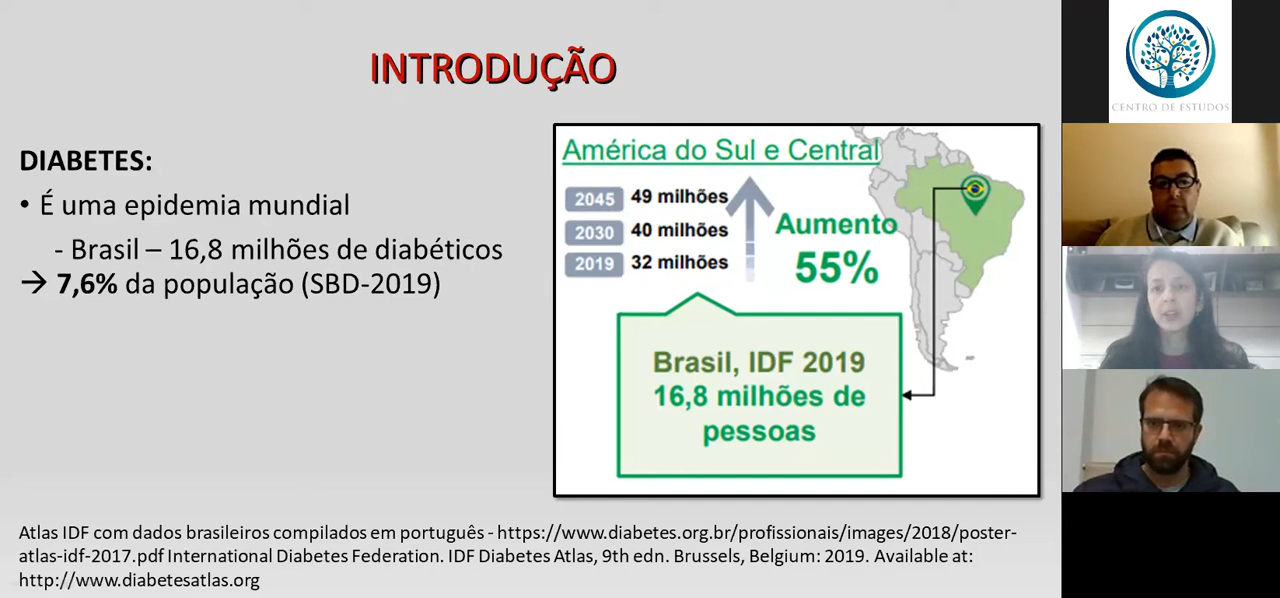 INTRODUÇÃO
DIABETES:
• É uma epidemia mundial
- Brasil – 16,8 milhões de diabéticos
→ 7,6% da população (SBD-2019)
América do Sul e Central
2045 49 milhões
2030 40 milhões
2019 32 milhões
Aumento
55%
Brasil, IDF 2019
16,8 milhões de
pessoas
Atlas IDF com dados brasileiros compilados em português - https://www.diabetes.org.br/profissionais/images/2018/poster-
atlas-idf-2017.pdf International Diabetes Federation. IDF Diabetes Atlas, 9th edn. Brussels, Belgium: 2019. Available at:
http://www.diabetesatlas.org
CENTRO DE ESTUDOS